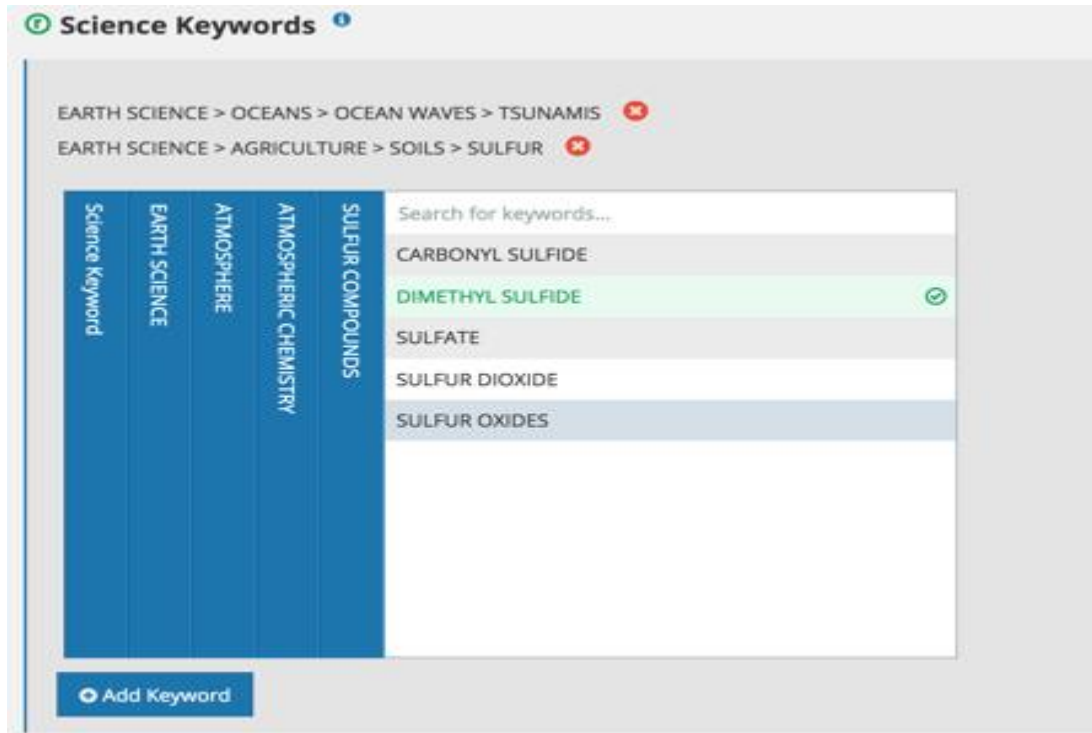 r Science Keywords i
EARTH SCIENCE > OCEANS > OCEAN WAVES > TSUNAMIS
EARTH SCIENCE > AGRICULTURE > SOILS > SULFUR
Science Keyword
EARTH SCIENCE
ATMOSPHERE
ATMOSPHERIC CHEMISTRY
SULFUR COMPOUNDS
Search for keywords...
CARBONYL SULFIDE
DIMETHYL SULFIDE
SULFATE
SULFUR DIOXIDE
SULFUR OXIDES
Add Keyword